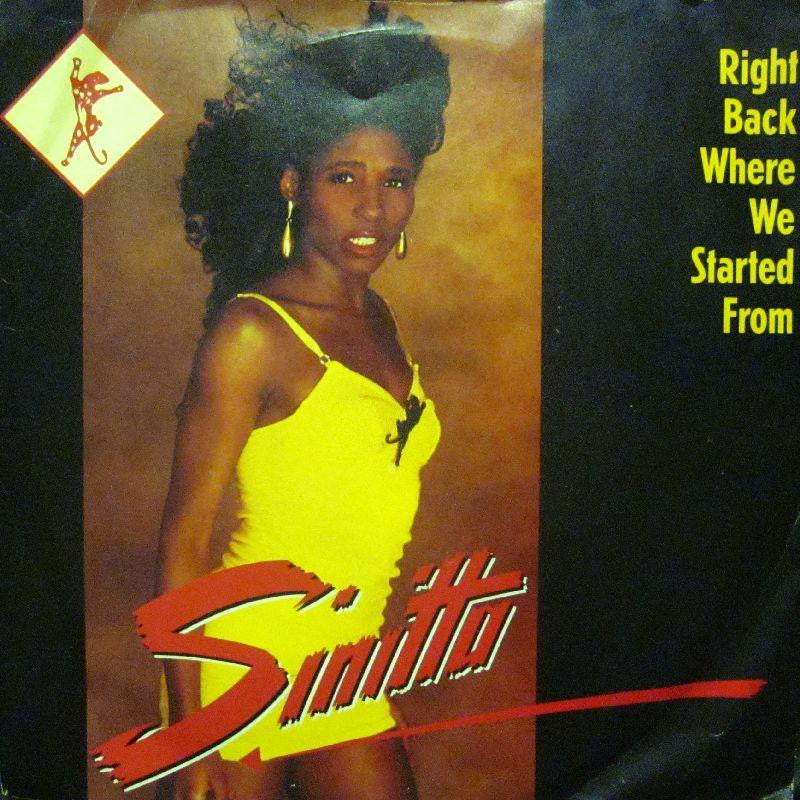 Right
Back
Where
We
Started
From
Sinitta